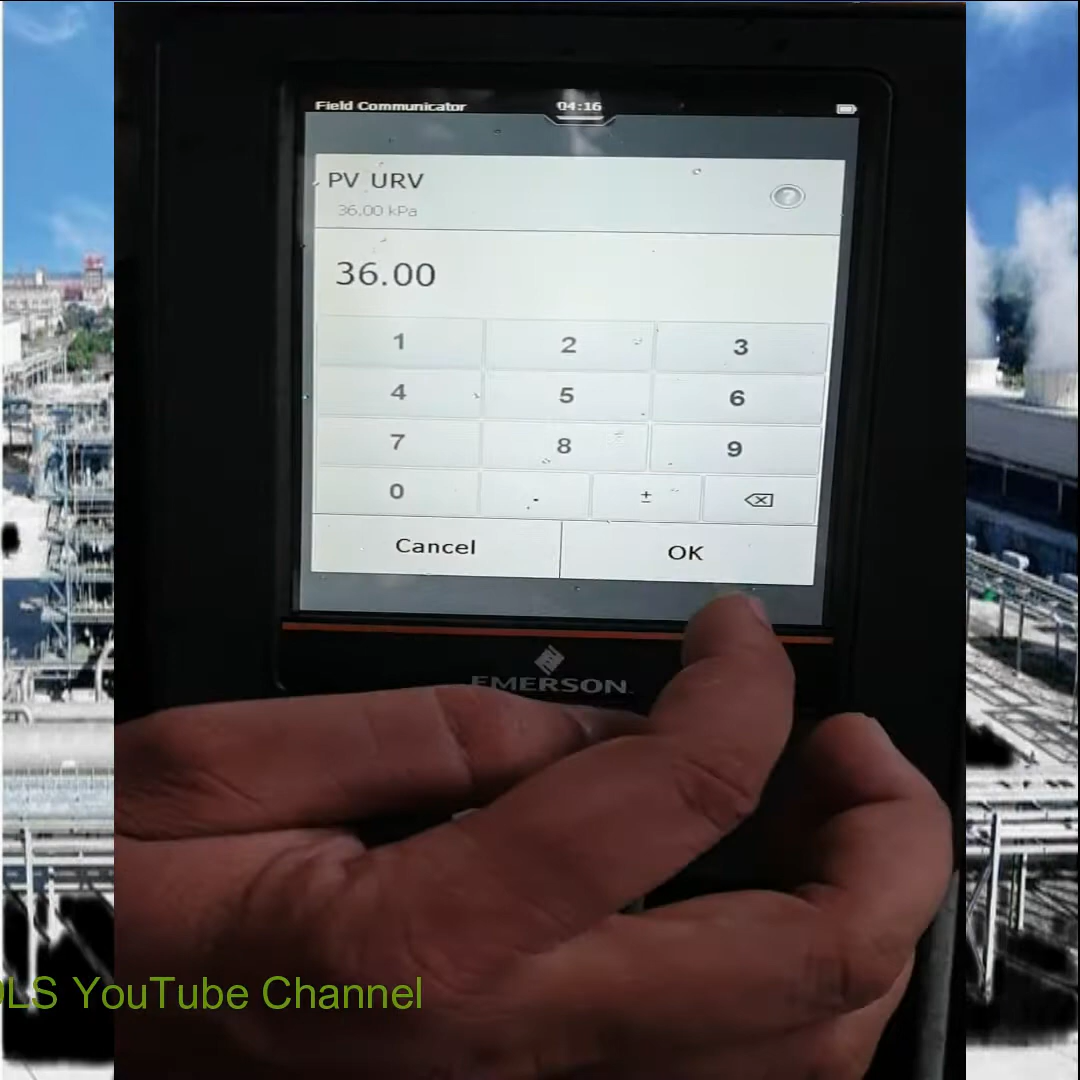 Field Communicator 04:16
PV URV
36.00 kPa
?
36.00
1 2 3
4 5 6
7 8 9
0 . ±
Cancel OK
EMERSON
YouTube Channel